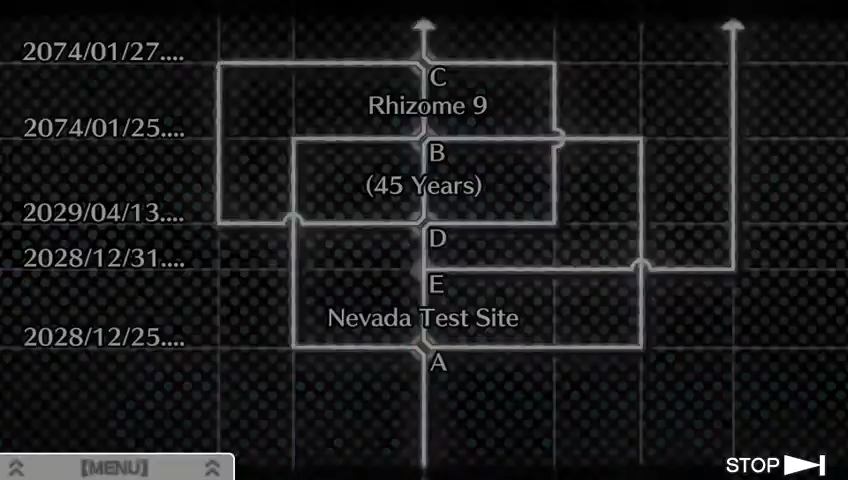 2074/01/27....
C
Rhizome 9
2074/01/25....
B
(45 Years)
2029/04/13....
D
2028/12/31....
E
Nevada Test Site
2028/12/25....
A
[MENU]
STOP